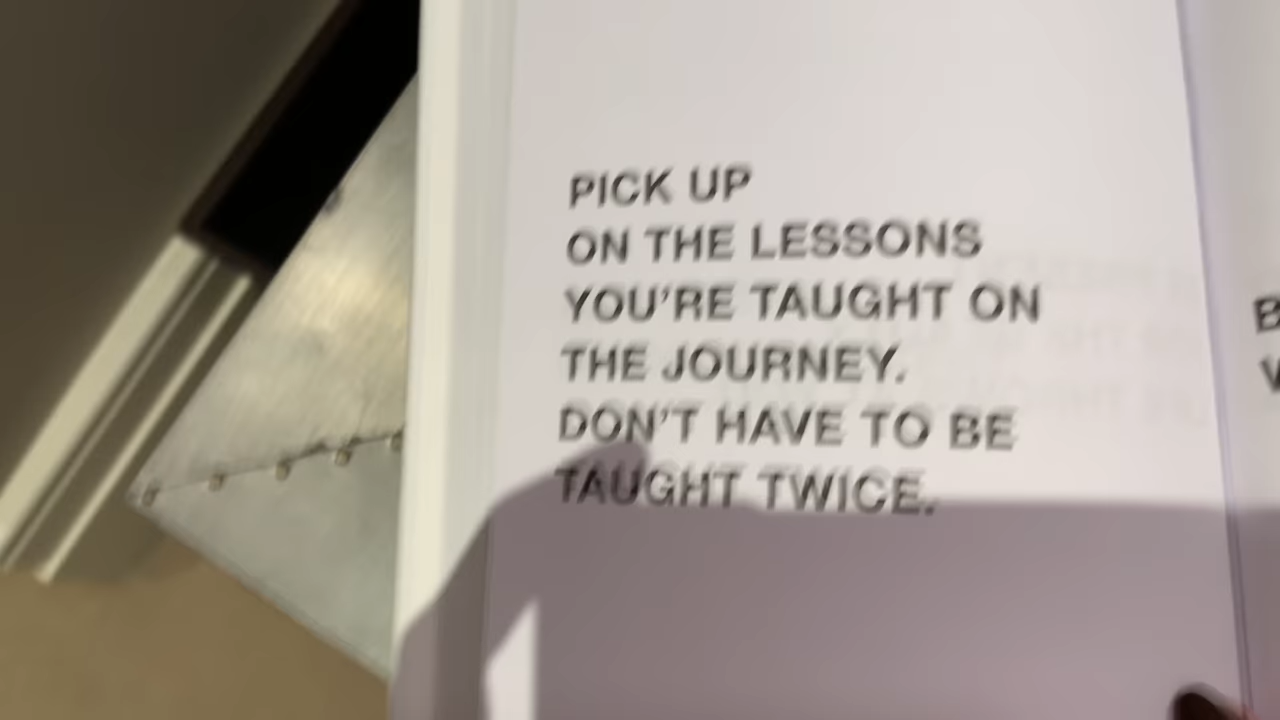 PICK UP
ON THE LESSONS
YOU'RE TAUGHT ON
THE JOURNEY.
DON'T HAVE TO BE
TAUGHT TWICE.